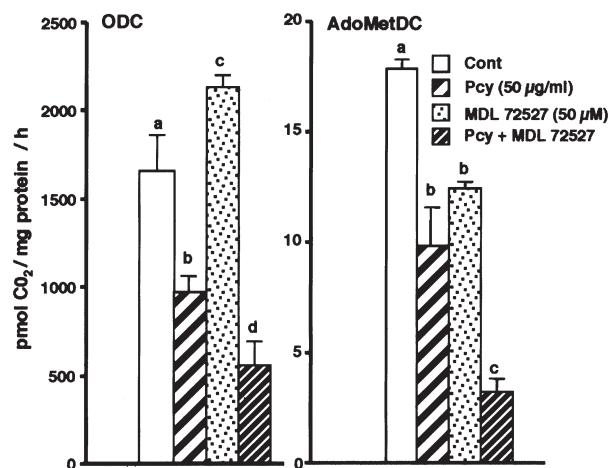 ODC
2500
2000
1500
1000
500
0
pmol C0₂/ mg protein / h
a
b
c
d
AdoMetDC
20
15
10
5
0
a
b
b
c
Cont
Pcy (50 µg/ml)
MDL 72527 (50 µM)
Pcy + MDL 72527